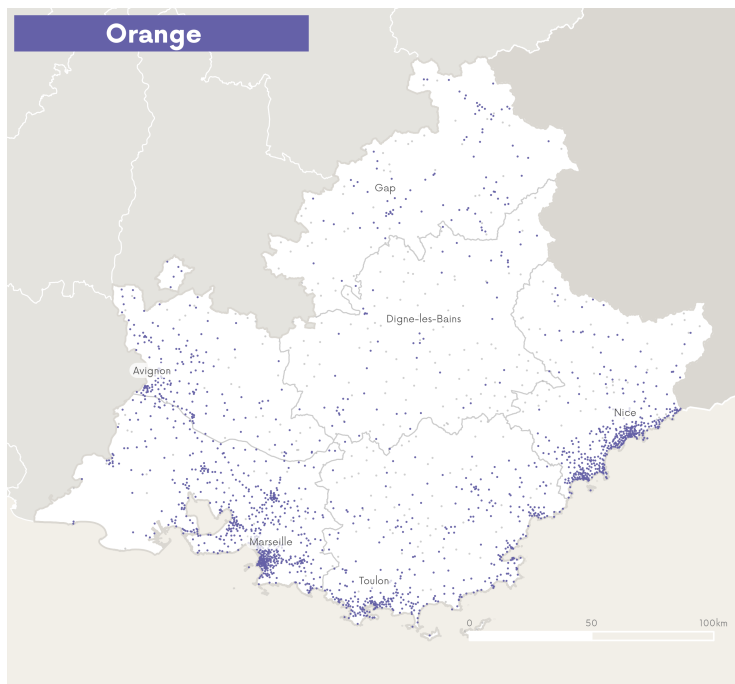 Orange
Gap
Digne-les-Bains
Avignon
Nice
Marseille
Toulon
0 50 100km